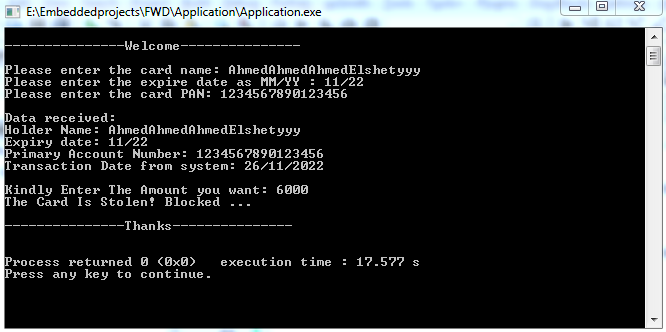 E:\Embeddedprojects\FWD\Application\Application.exe
---------------Welcome---------------
Please enter the card name: AhmedAhmedAhmedElshetyyy
Please enter the expire date as MM/YY : 11/22
Please enter the card PAN: 1234567890123456
Data received:
Holder Name: AhmedAhmedAhmedElshetyyy
Expiry date: 11/22
Primary Account Number: 1234567890123456
Transaction Date from system: 26/11/2022
Kindly Enter The Amount you want: 6000
The Card Is Stolen! Blocked ...
---------------Thanks---------------
Process returned 0 (0x0)   execution time : 17.577 s
Press any key to continue.